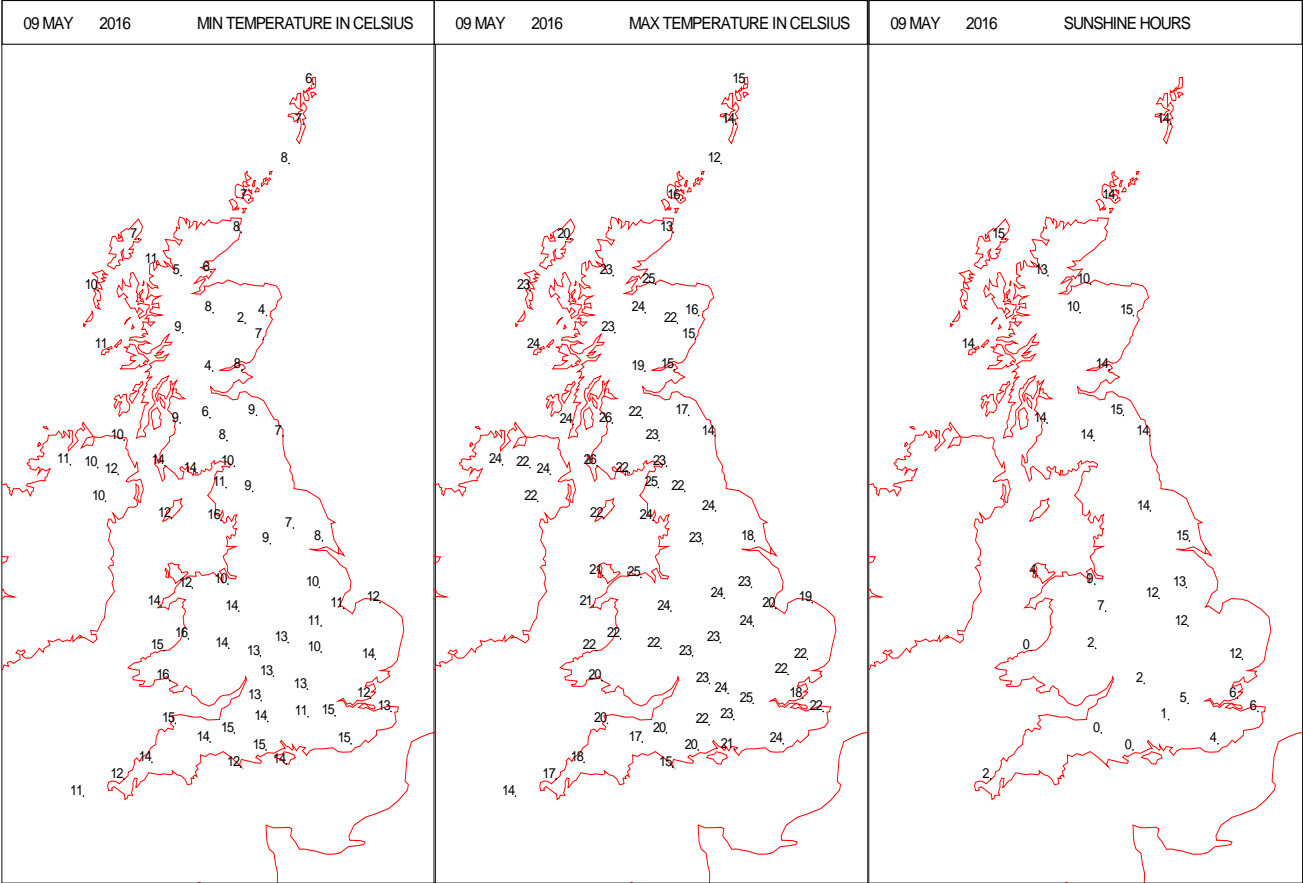 09 MAY 2016 MIN TEMPERATURE IN CELSIUS
6
7
8
7
8
7
11
5 6
10
8 2 4
9 7
11
4 8
6 9
9
10 8 7
11 10 12 14 14 10
10 11 9
12 16 7
9 8
12 10 10
14 14 11 12
16 11
15 14 13 13 10 14
16 13 13
13 12
15 14 11 15 13
14 15 15 15
14 12 14
12
11
09 MAY 2016 MAX TEMPERATURE IN CELSIUS
15
14
12
16
13
20
23 25
23
24 22 16
23 15
24
19 15
22 17
24 26
23 14
24 22 24 26 22 23
22 25 22
22 24 24
23 18
21 25 23
21 24 24 20 19
22 24
22 22 23 23 22
20 23 24 22
25 18
20 22 23 22
17 20 20 21 24
18 15
17
14
09 MAY 2016 SUNSHINE HOURS
14
14
15
13 10
10 15
14
14
14 15
14 14
14
15
4 9 13
7 12
12
0 2 12
2
5 6
1 6
0 0 4
2